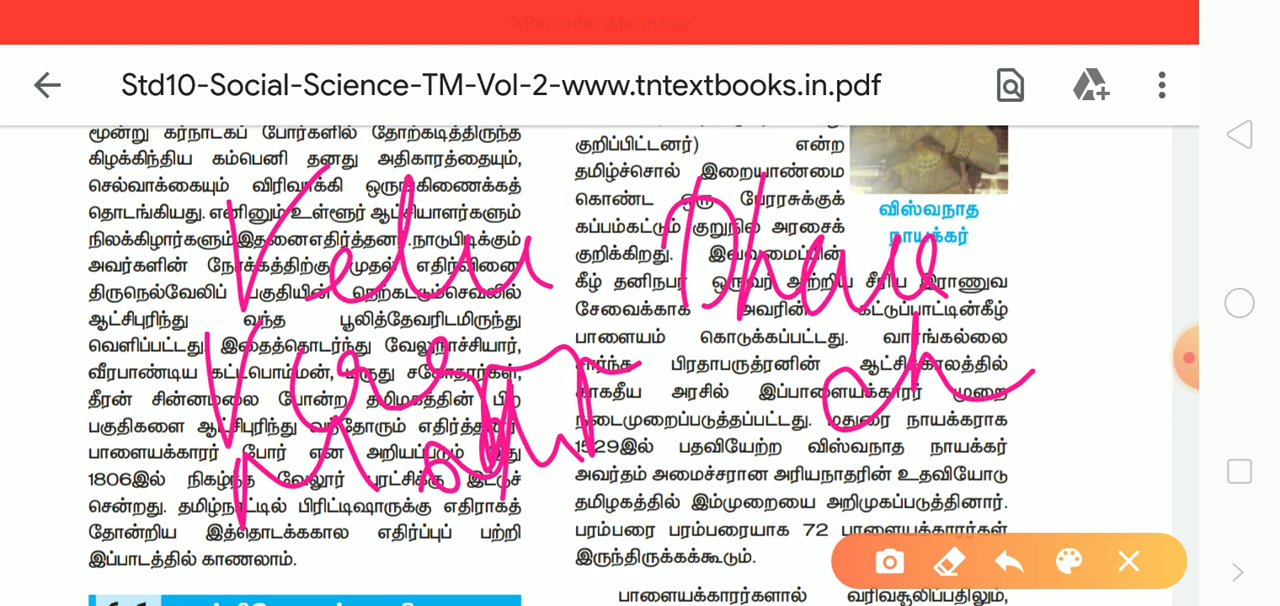 "XRecorder",Mic in use
Std10-Social-Science-TM-Vol-2-www.tntextbooks.in.pdf
மூன்று கர்நாடகப் போர்களில் தோற்கடித்திருந்த
கிழக்கிந்திய கம்பெனி தனது அதிகாரத்தையும்,
செல்வாக்கையும் விரிவாக்கி ஒருங்கிணைக்கத்
தொடங்கியது. எனினும் உள்ளூர் ஆட்சியாளர்களும்
நிலக்கிழார்களும் இதனை எதிர்த்தனர். நாடுபிடிக்கும்
அவர்களின் நோக்கத்திற்கு முதல் எதிர்வினை
திருநெல்வேலிப் பகுதியின் நெற்கட்டும்செவலில்
ஆட்சிபுரிந்து வந்த பூலித்தேவரிடமிருந்து
வெளிப்பட்டது. இதைத்தொடர்ந்து வேலுநாச்சியார்,
வீரபாண்டிய கட்டபொம்மன், மருது சகோதரர்கள்,
தீரன் சின்னமலை போன்ற தமிழகத்தின் பிற
பகுதிகளை ஆட்சிபுரிந்து வந்தோரும் எதிர்த்தனர்.
பாளையக்காரர் போர் என அறியப்படும் இது
1806இல் நிகழ்ந்த வேலூர் புரட்சிக்கு இட்டுச்
சென்றது. தமிழ்நாட்டில் பிரிட்டிஷாருக்கு எதிராகத்
தோன்றிய இத்தொடக்ககால எதிர்ப்புப் பற்றி
இப்பாடத்தில் காணலாம்.
குறிப்பிட்டனர்) என்ற
தமிழ்ச்சொல் இறையாண்மை
கொண்ட ஒரு பேரரசுக்குக்
கப்பம்கட்டும் குறுநில அரசைக்
குறிக்கிறது. இவ்வமைப்பின்
கீழ் தனிநபர் ஒருவர் ஆற்றிய சீரிய இராணுவ
சேவைக்காக அவரின் கட்டுப்பாட்டின்கீழ்
பாளையம் கொடுக்கப்பட்டது. வாரங்கல்லை
சார்ந்த பிரதாபருத்ரனின் ஆட்சிக்காலத்தில்
காகதீய அரசில் இப்பாளையக்காரர் முறை
நடைமுறைப்படுத்தப்பட்டது. மதுரை நாயக்கராக
1529இல் பதவியேற்ற விஸ்வநாத நாயக்கர்
அவர்தம் அமைச்சரான அரியநாதரின் உதவியோடு
தமிழகத்தில் இம்முறையை அறிமுகப்படுத்தினார்.
பரம்பரை பரம்பரையாக 72 பாளையக்காரர்கள்
இருந்திருக்கக்கூடும்.
பாளையக்காரர்களால் வரிவசூலிப்பதிலும்,
விஸ்வநாத
நாயக்கர்